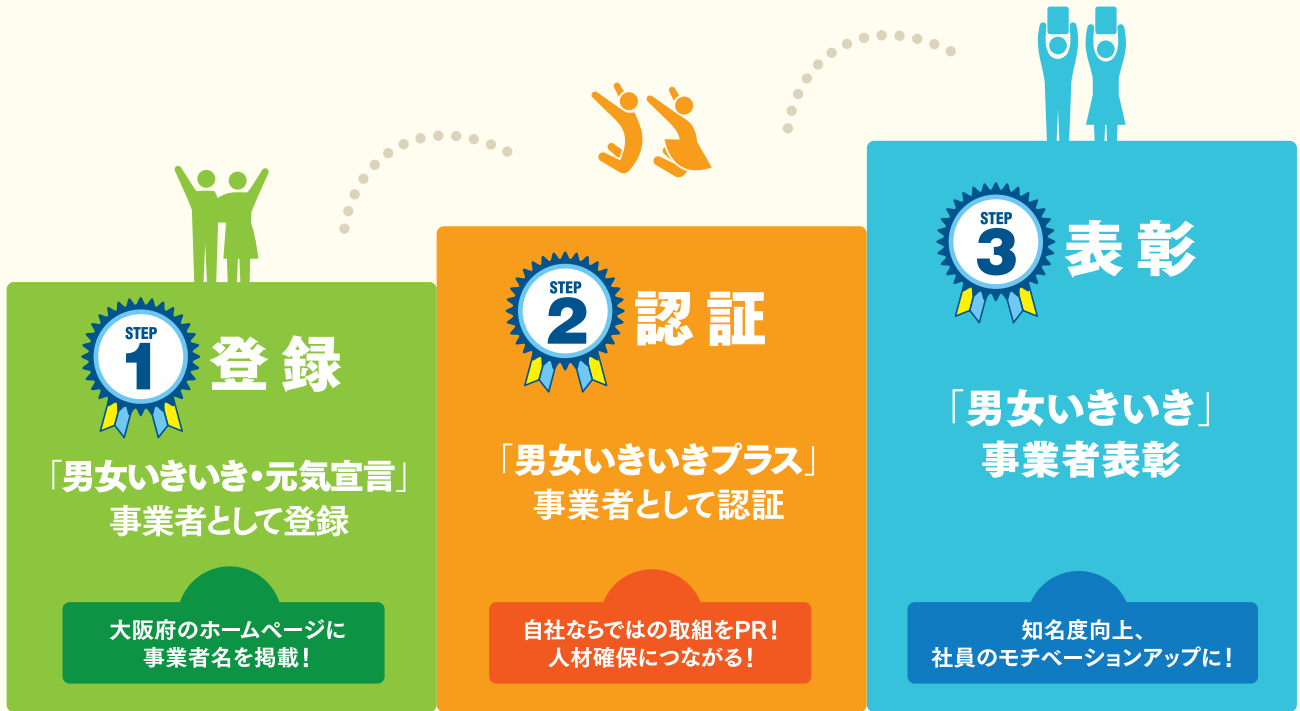 STEP
1
登録
「男女いきいき・元気宣言」
事業者として登録
大阪府のホームページに
事業者名を掲載！
STEP
2
認証
「男女いきいきプラス」
事業者として認証
自社ならではの取組をPR！
人材確保につながる！
STEP
3
表彰
「男女いきいき」
事業者表彰
知名度向上、
社員のモチベーションアップに！